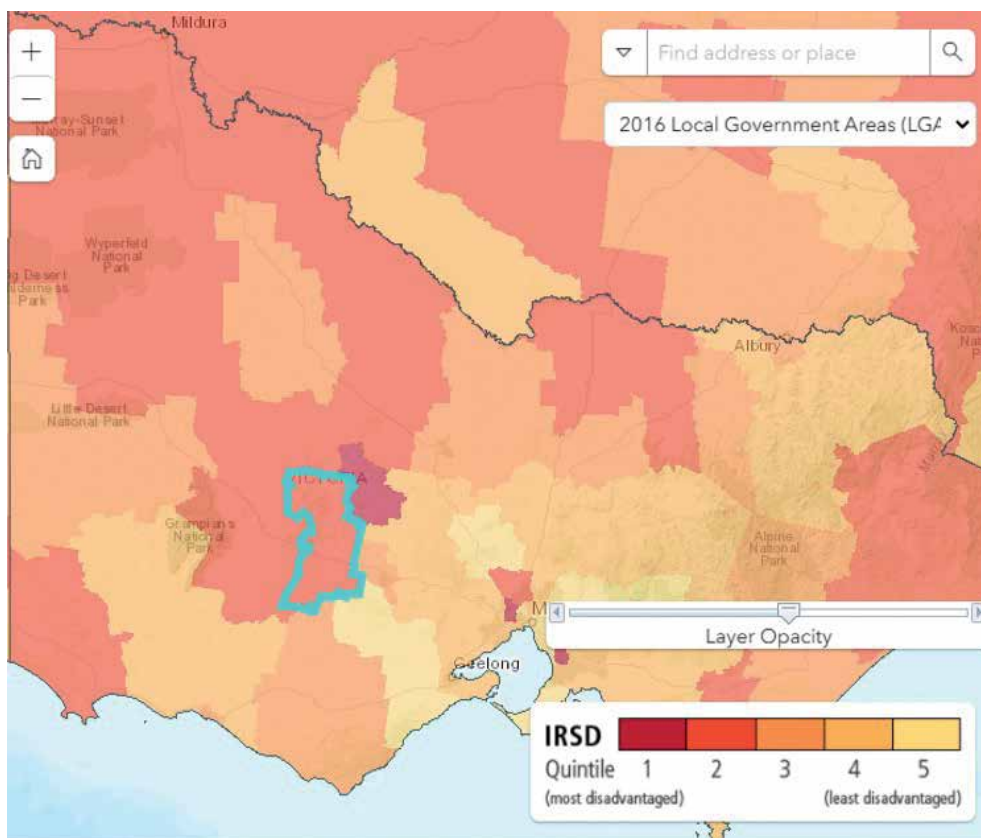 Mildura
+
Find address or place
−
National Park
2016 Local Government Areas (LGA
Wyperfeld
National
Park
Desert
Park
Albury
Little Desert
National Park
Grampians
National
Park
Alpine
National
Park
Layer Opacity
Geelong
IRSD
Quintile 1 2 3 4 5
(most disadvantaged) (least disadvantaged)